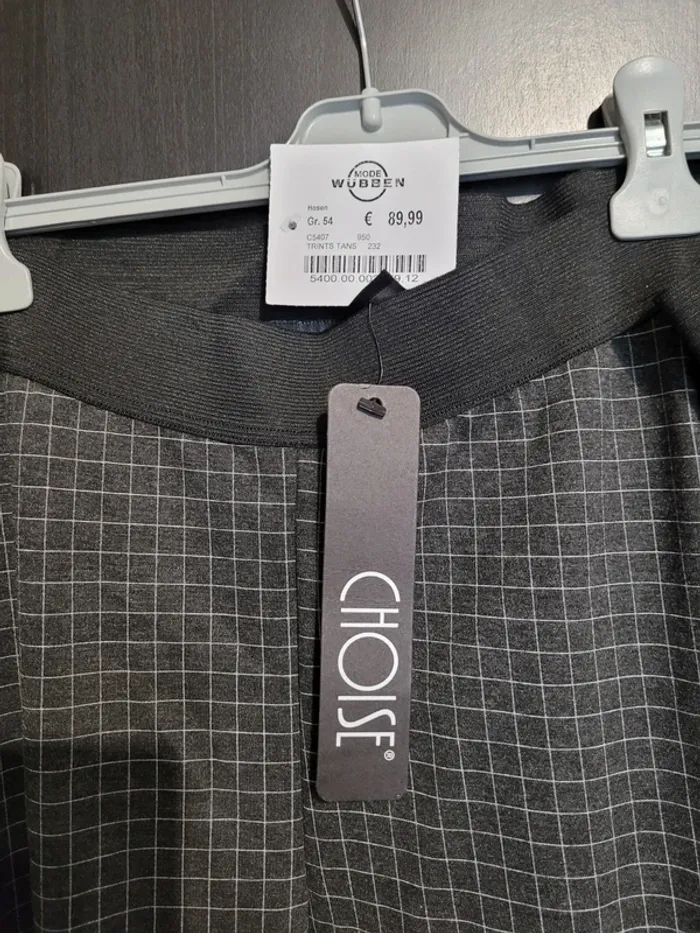 MODE
WÜBBEN
Hosen
Gr. 54 € 89,99
C5407 950
TRINTS TANS 232
CHOISE®